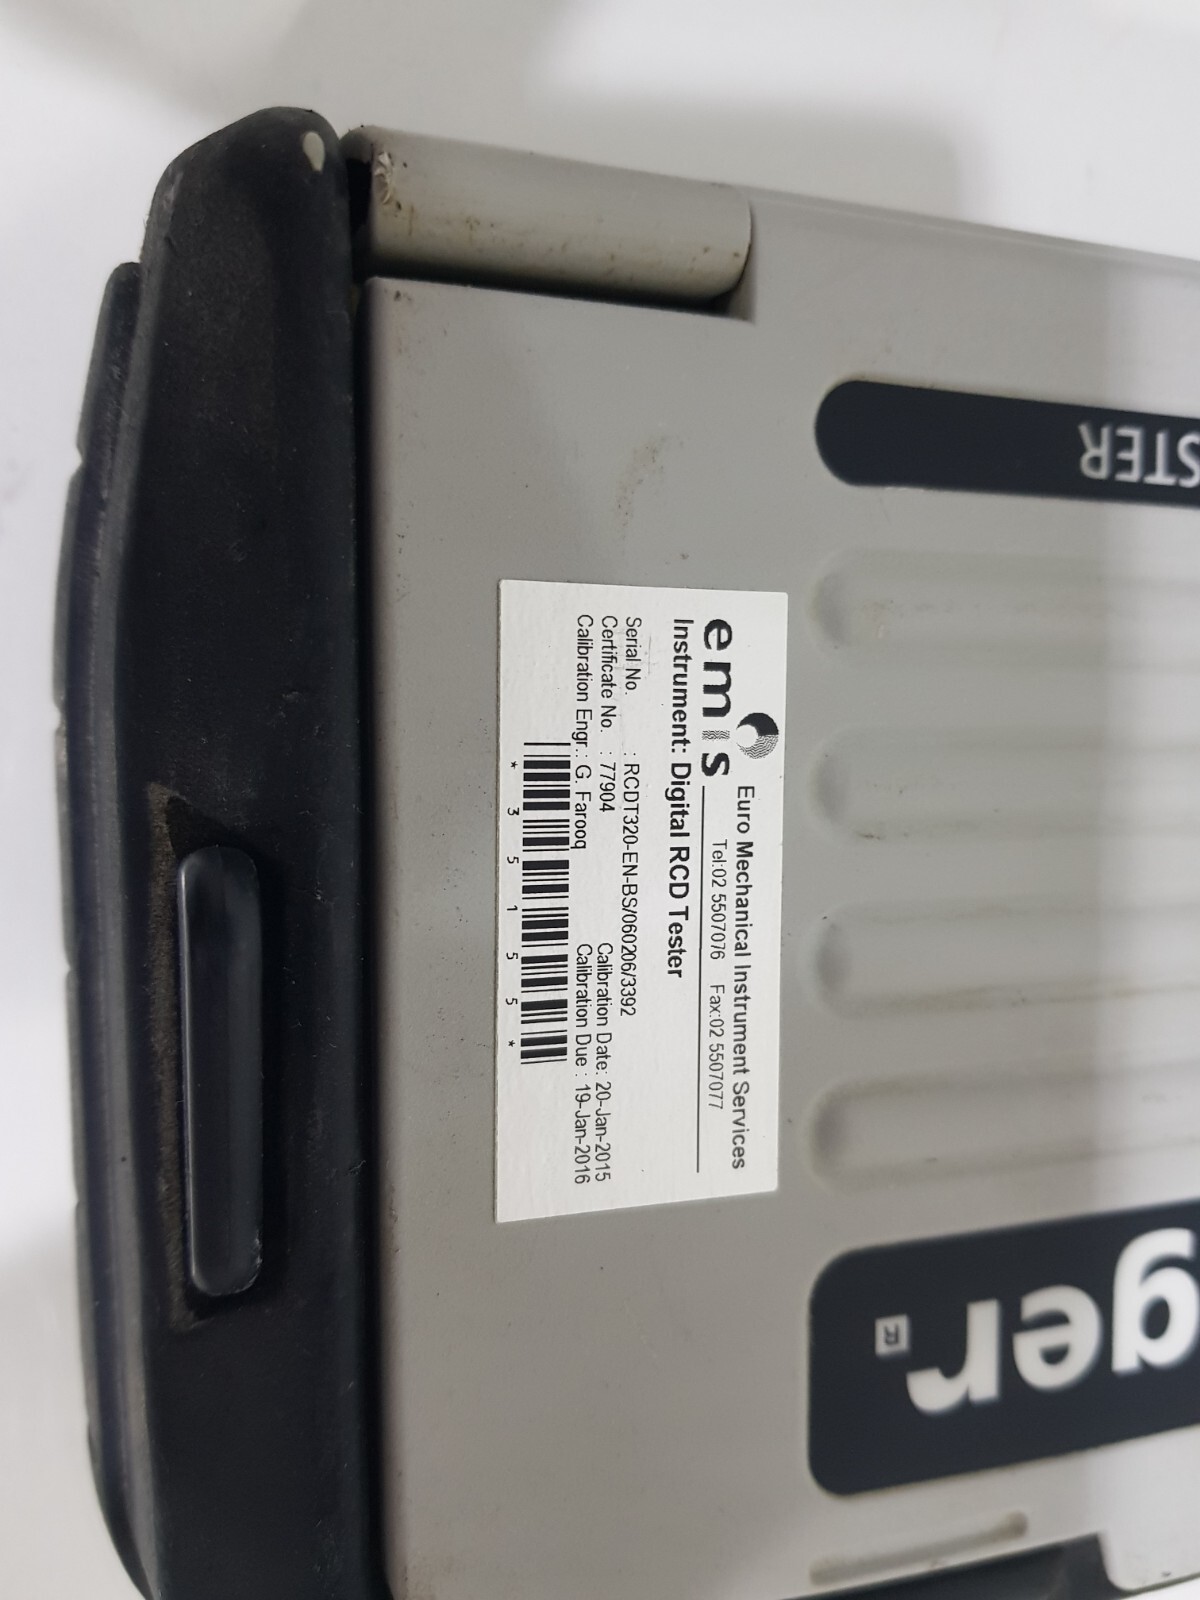 emis Euro Mechanical Instrument Services
Tel:02 5507076 Fax:02 5507077
Instrument: Digital RCD Tester
Serial No. : RCDT320-EN-BS/060206/3392
Certificate No. : 77904 Calibration Date: 20-Jan-2015
Calibration Engr.: G. Farooq Calibration Due : 19-Jan-2016
* 3 5 1 5 5 *
STER
ger
R